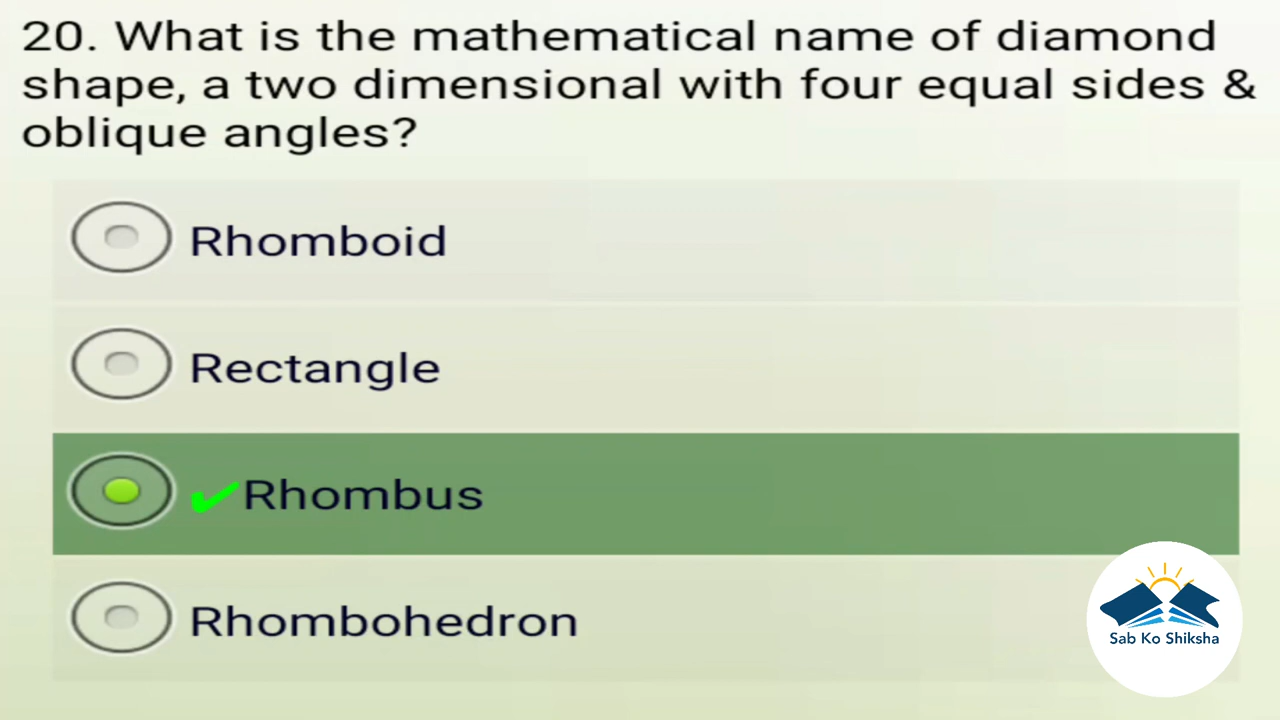 20. What is the mathematical name of diamond
shape, a two dimensional with four equal sides &
oblique angles?
Rhomboid
Rectangle
✔Rhombus
Rhombohedron
Sab Ko Shiksha